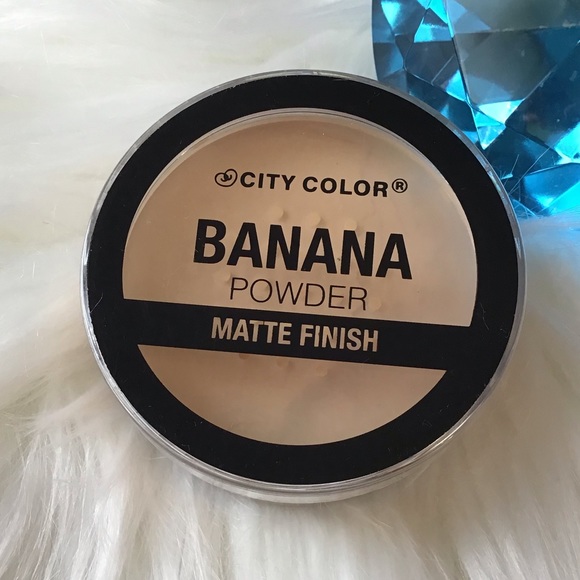 CITY COLOR®
BANANA
POWDER
MATTE FINISH